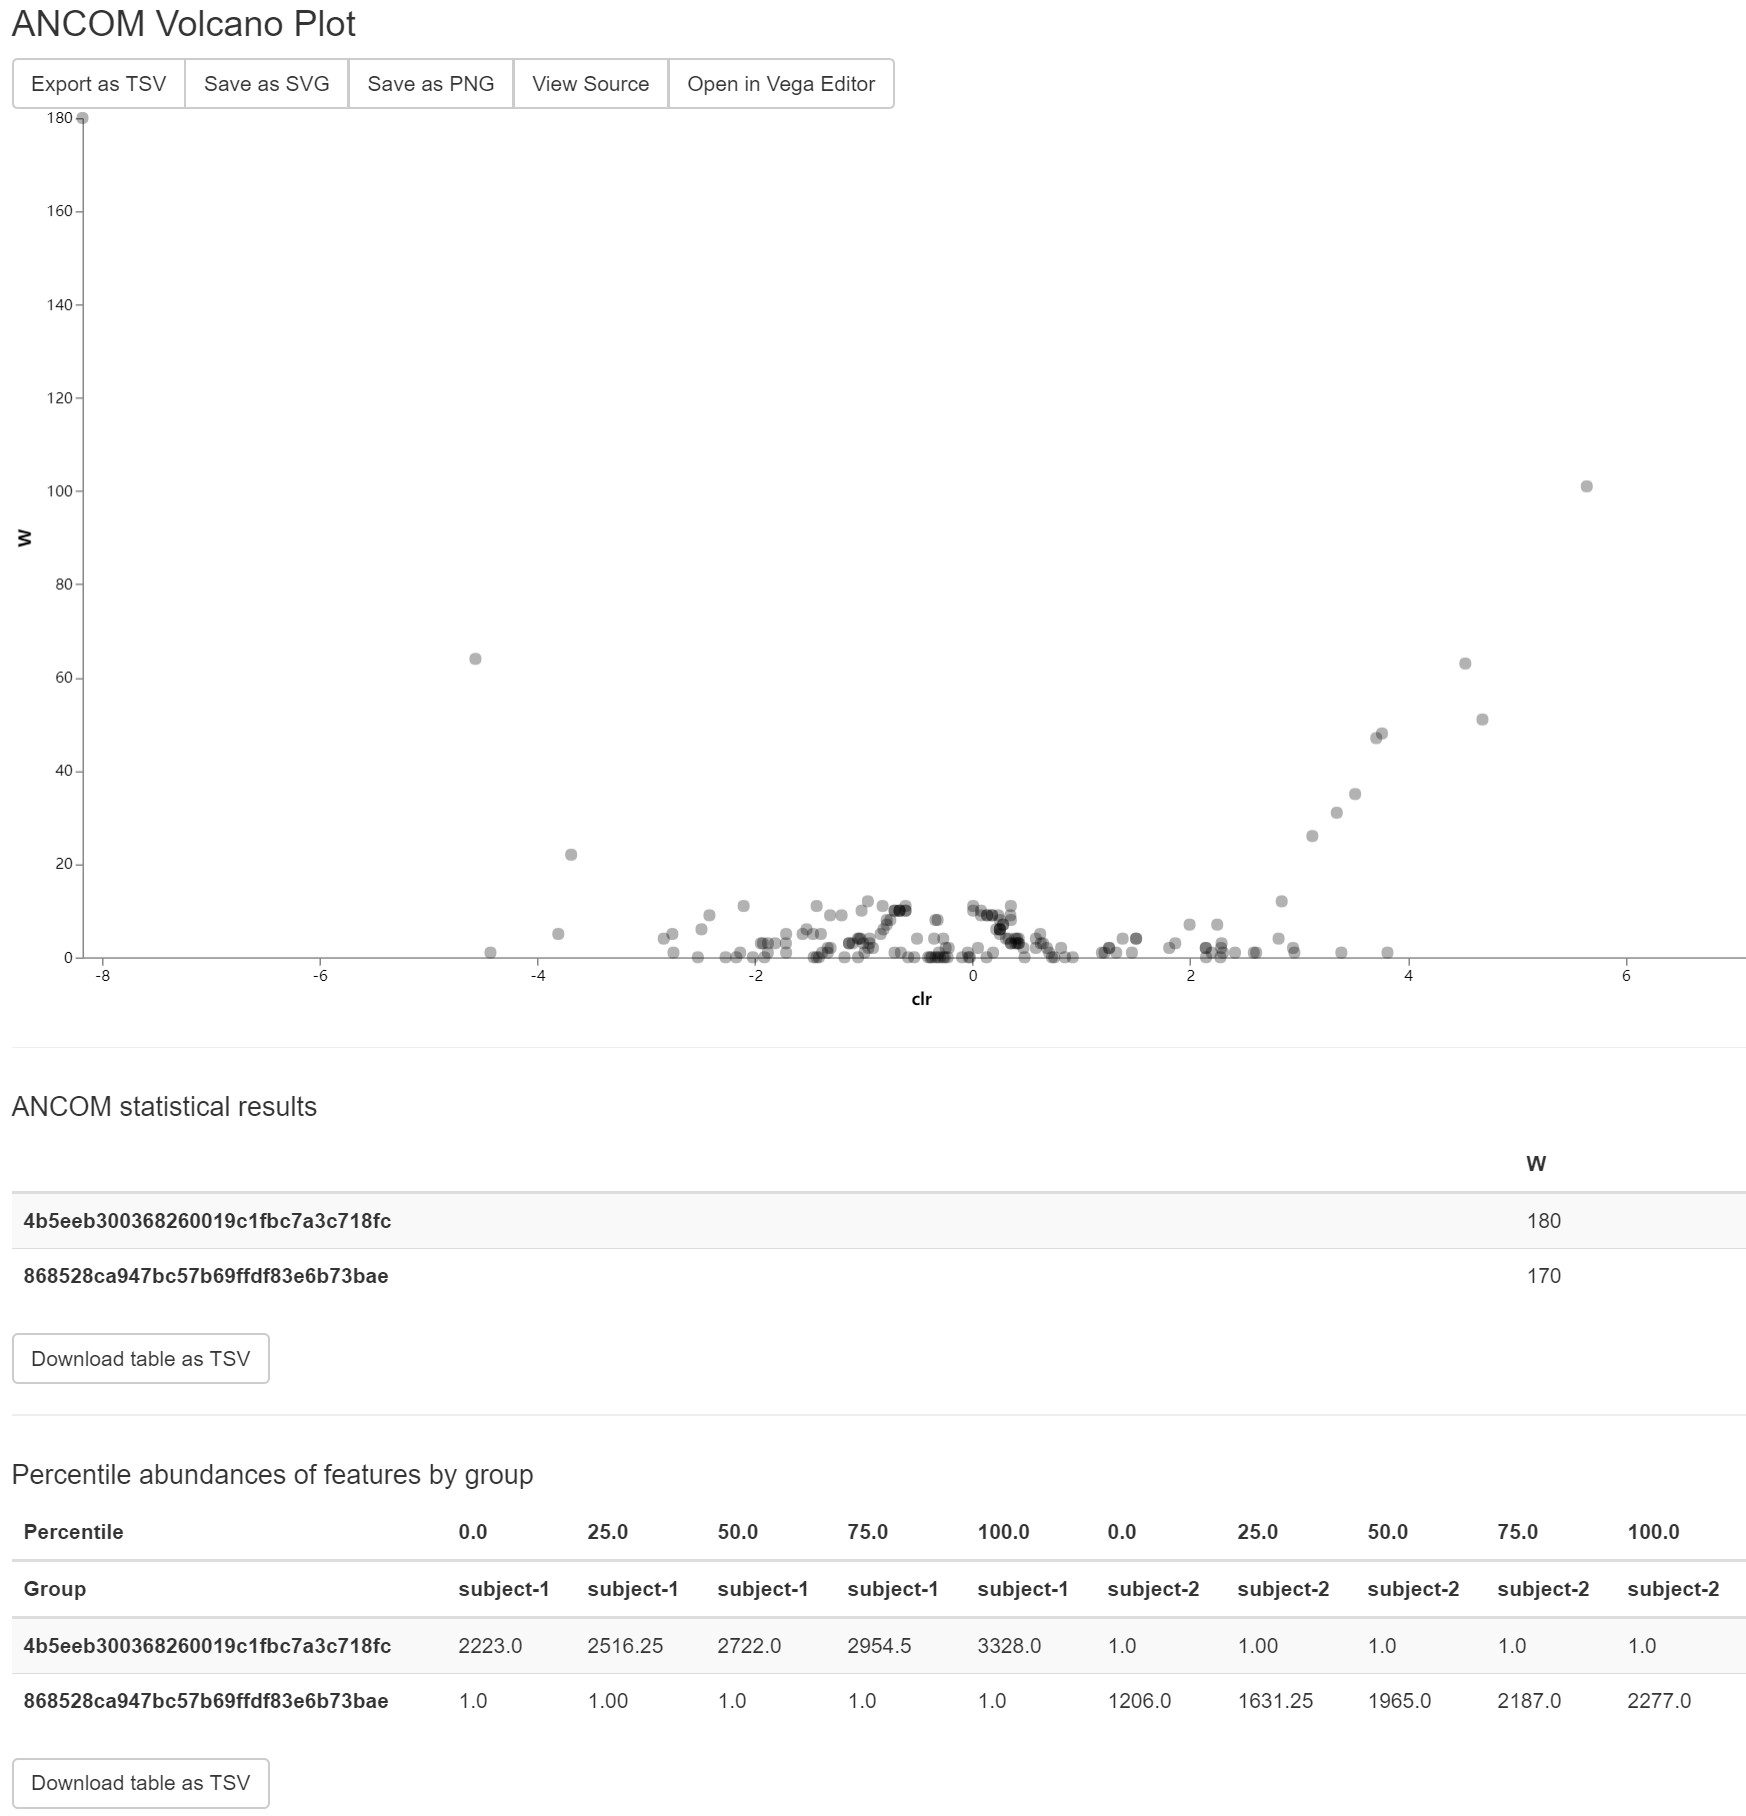 ANCOM Volcano Plot
Export as TSV Save as SVG Save as PNG View Source Open in Vega Editor
180
160
140
120
100
W
80
60
40
20
0
-8 -6 -4 -2 0 2 4 6
clr
ANCOM statistical results
W
4b5eeb300368260019c1fbc7a3c718fc 180
868528ca947bc57b69ffdf83e6b73bae 170
Download table as TSV
Percentile abundances of features by group
Percentile 0.0 25.0 50.0 75.0 100.0 0.0 25.0 50.0 75.0 100.0
Group subject-1 subject-1 subject-1 subject-1 subject-1 subject-2 subject-2 subject-2 subject-2 subject-2
4b5eeb300368260019c1fbc7a3c718fc 2223.0 2516.25 2722.0 2954.5 3328.0 1.0 1.00 1.0 1.0 1.0
868528ca947bc57b69ffdf83e6b73bae 1.0 1.00 1.0 1.0 1.0 1206.0 1631.25 1965.0 2187.0 2277.0
Download table as TSV